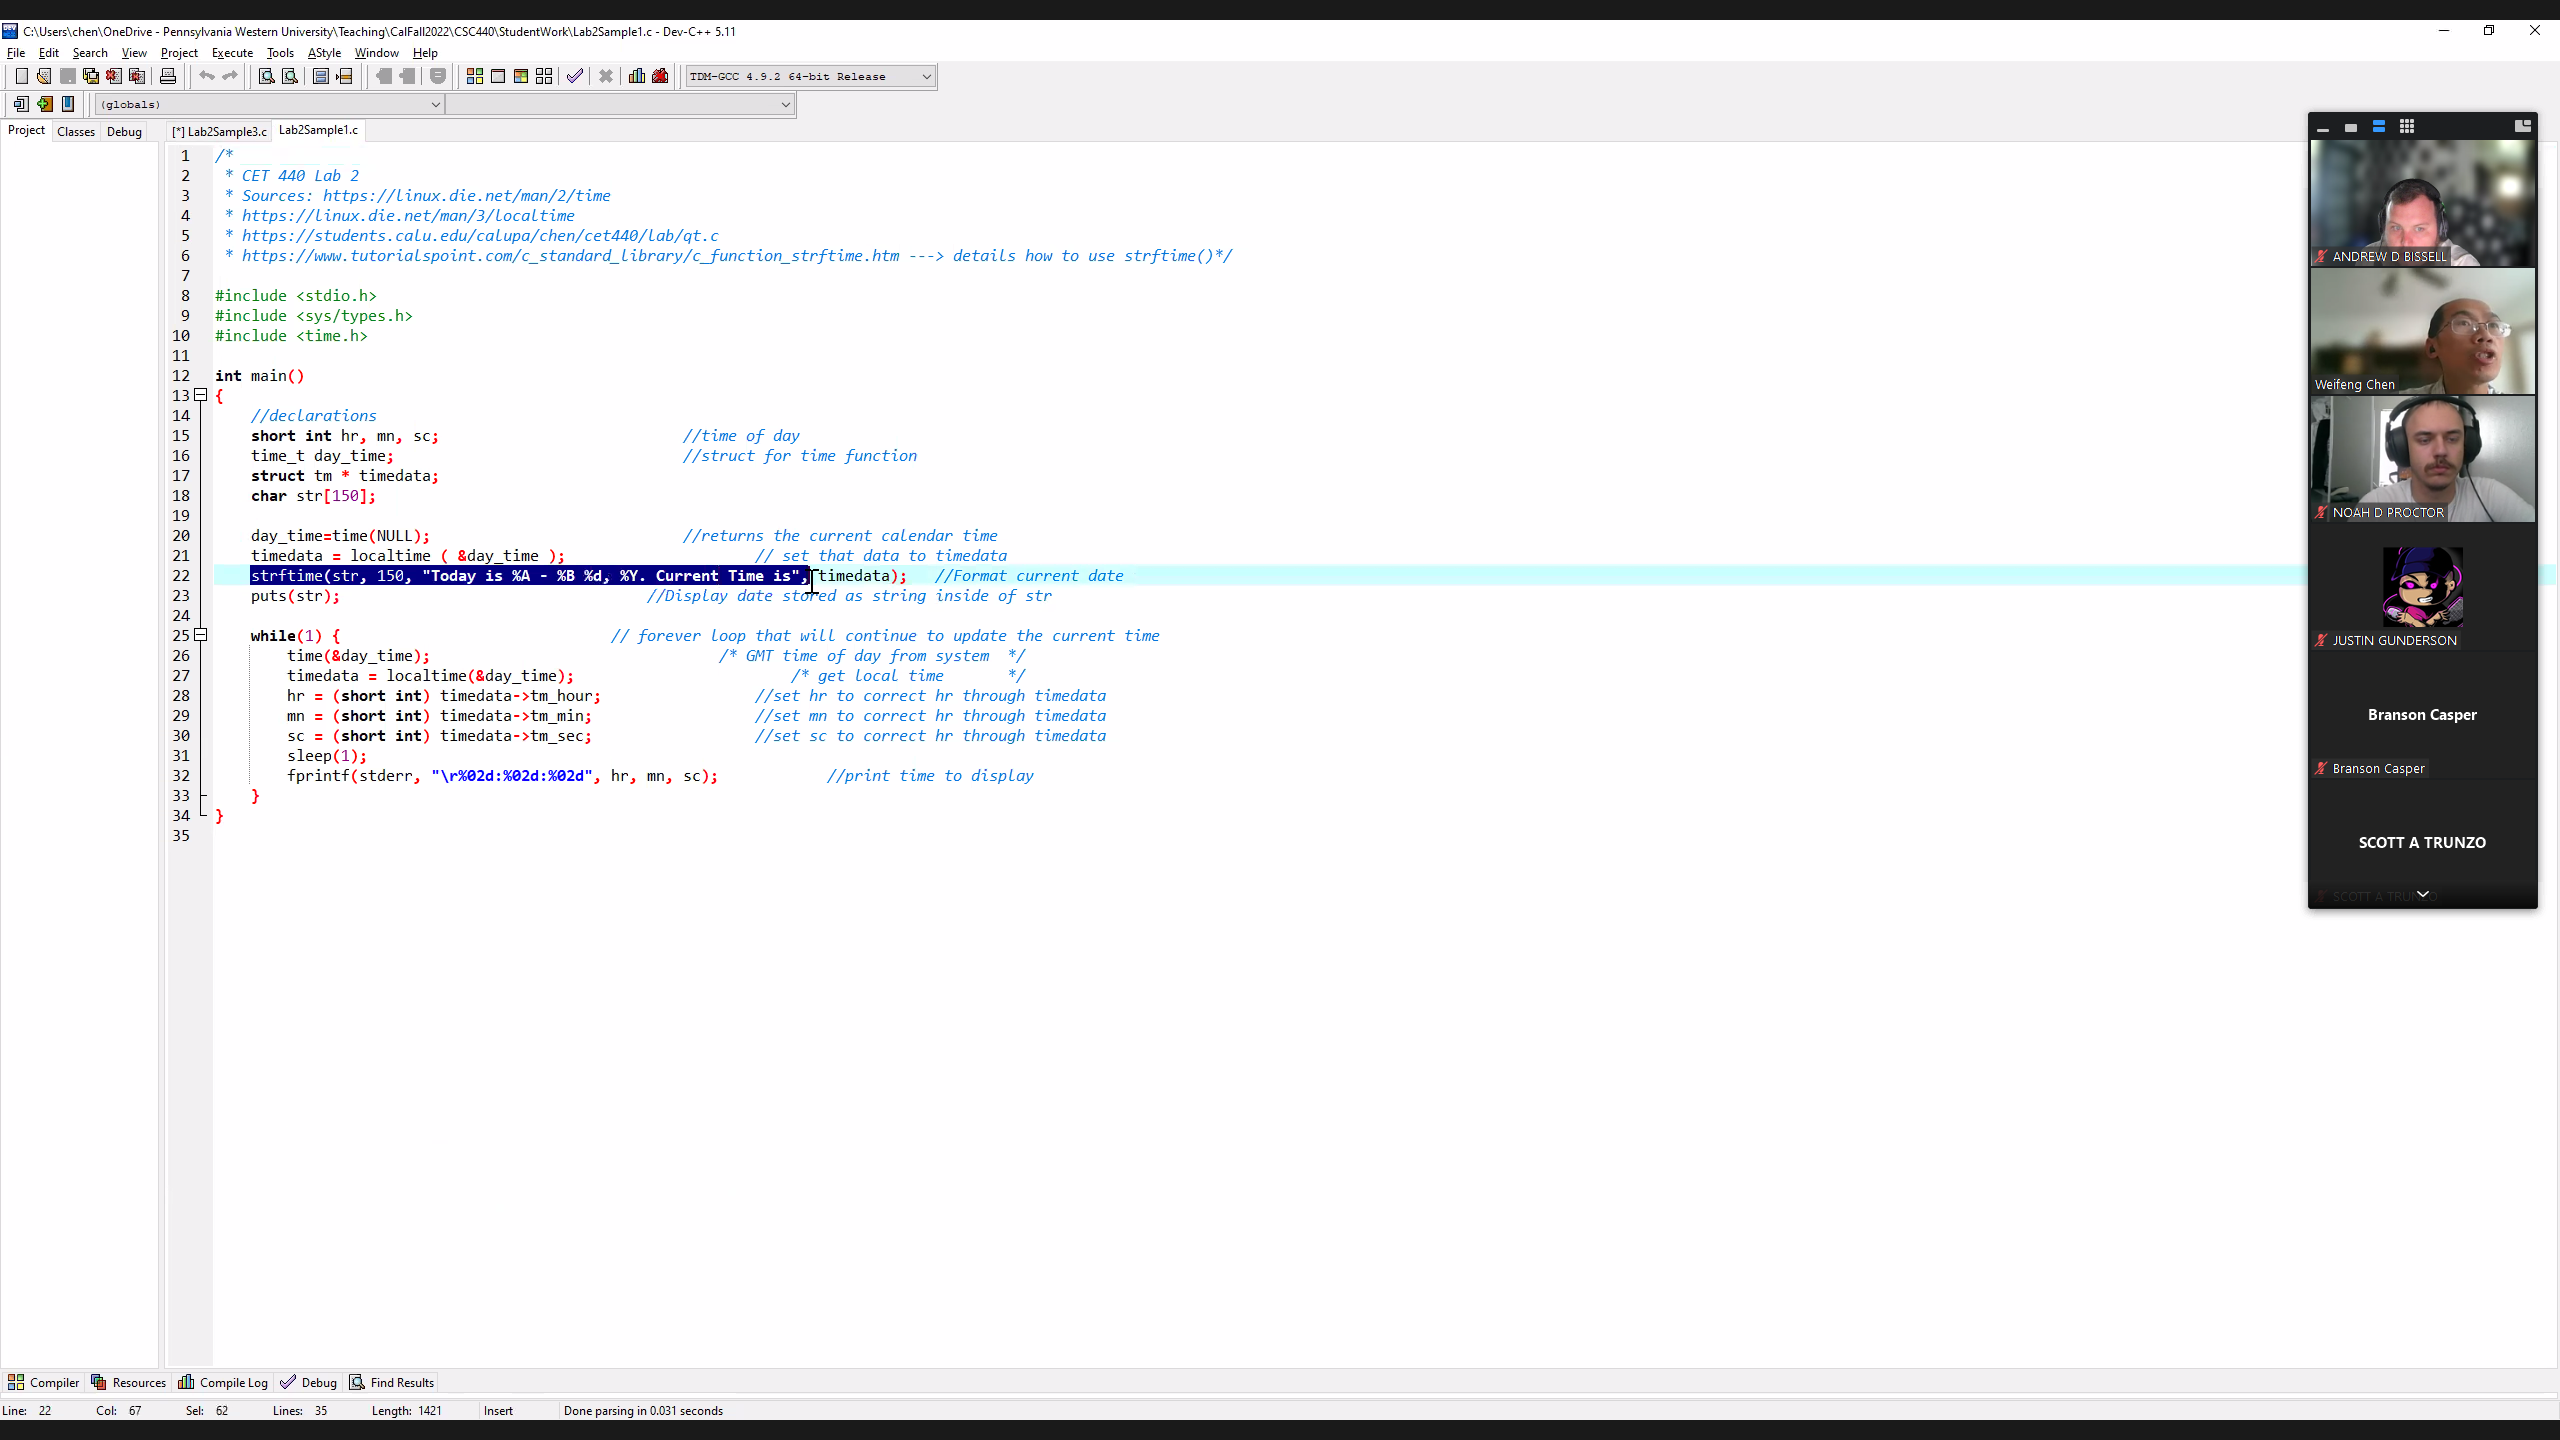 C:\Users\chen\OneDrive - Pennsylvania Western University\Teaching\CalFall2022\CSC440\StudentWork\Lab2Sample1.c - Dev-C++ 5.11
File Edit Search View Project Execute Tools AStyle Window Help
TDM-GCC 4.9.2 64-bit Release
(globals)
Project Classes Debug [*] Lab2Sample3.c Lab2Sample1.c
1 /*
2 * CET 440 Lab 2
3 * Sources: https://linux.die.net/man/2/time
4 * https://linux.die.net/man/3/localtime
5 * https://students.calu.edu/calupa/chen/cet440/lab/qt.c
6 * https://www.tutorialspoint.com/c_standard_library/c_function_strftime.htm ---> details how to use strftime()*/
7
8 #include <stdio.h>
9 #include <sys/types.h>
10 #include <time.h>
11
12 int main()
13 {
14 //declarations
15 short int hr, mn, sc; //time of day
16 time_t day_time; //struct for time function
17 struct tm * timedata;
18 char str[150];
19
20 day_time=time(NULL); //returns the current calendar time
21 timedata = localtime ( &day_time ); // set that data to timedata
22 strftime(str, 150, "Today is %A - %B %d, %Y. Current Time is", timedata); //Format current date
23 puts(str); //Display date stored as string inside of str
24
25 while(1) { // forever loop that will continue to update the current time
26 time(&day_time); /* GMT time of day from system */
27 timedata = localtime(&day_time); /* get local time */
28 hr = (short int) timedata->tm_hour; //set hr to correct hr through timedata
29 mn = (short int) timedata->tm_min; //set mn to correct hr through timedata
30 sc = (short int) timedata->tm_sec; //set sc to correct hr through timedata
31 sleep(1);
32 fprintf(stderr, "\r%02d:%02d:%02d", hr, mn, sc); //print time to display
33 }
34 }
35
ANDREW D BISSELL
Weifeng Chen
NOAH D PROCTOR
JUSTIN GUNDERSON
Branson Casper
Branson Casper
SCOTT A TRUNZO
SCOTT A TRUNZO
Compiler Resources Compile Log Debug Find Results
Line: 22 Col: 67 Sel: 62 Lines: 35 Length: 1421 Insert Done parsing in 0.031 seconds